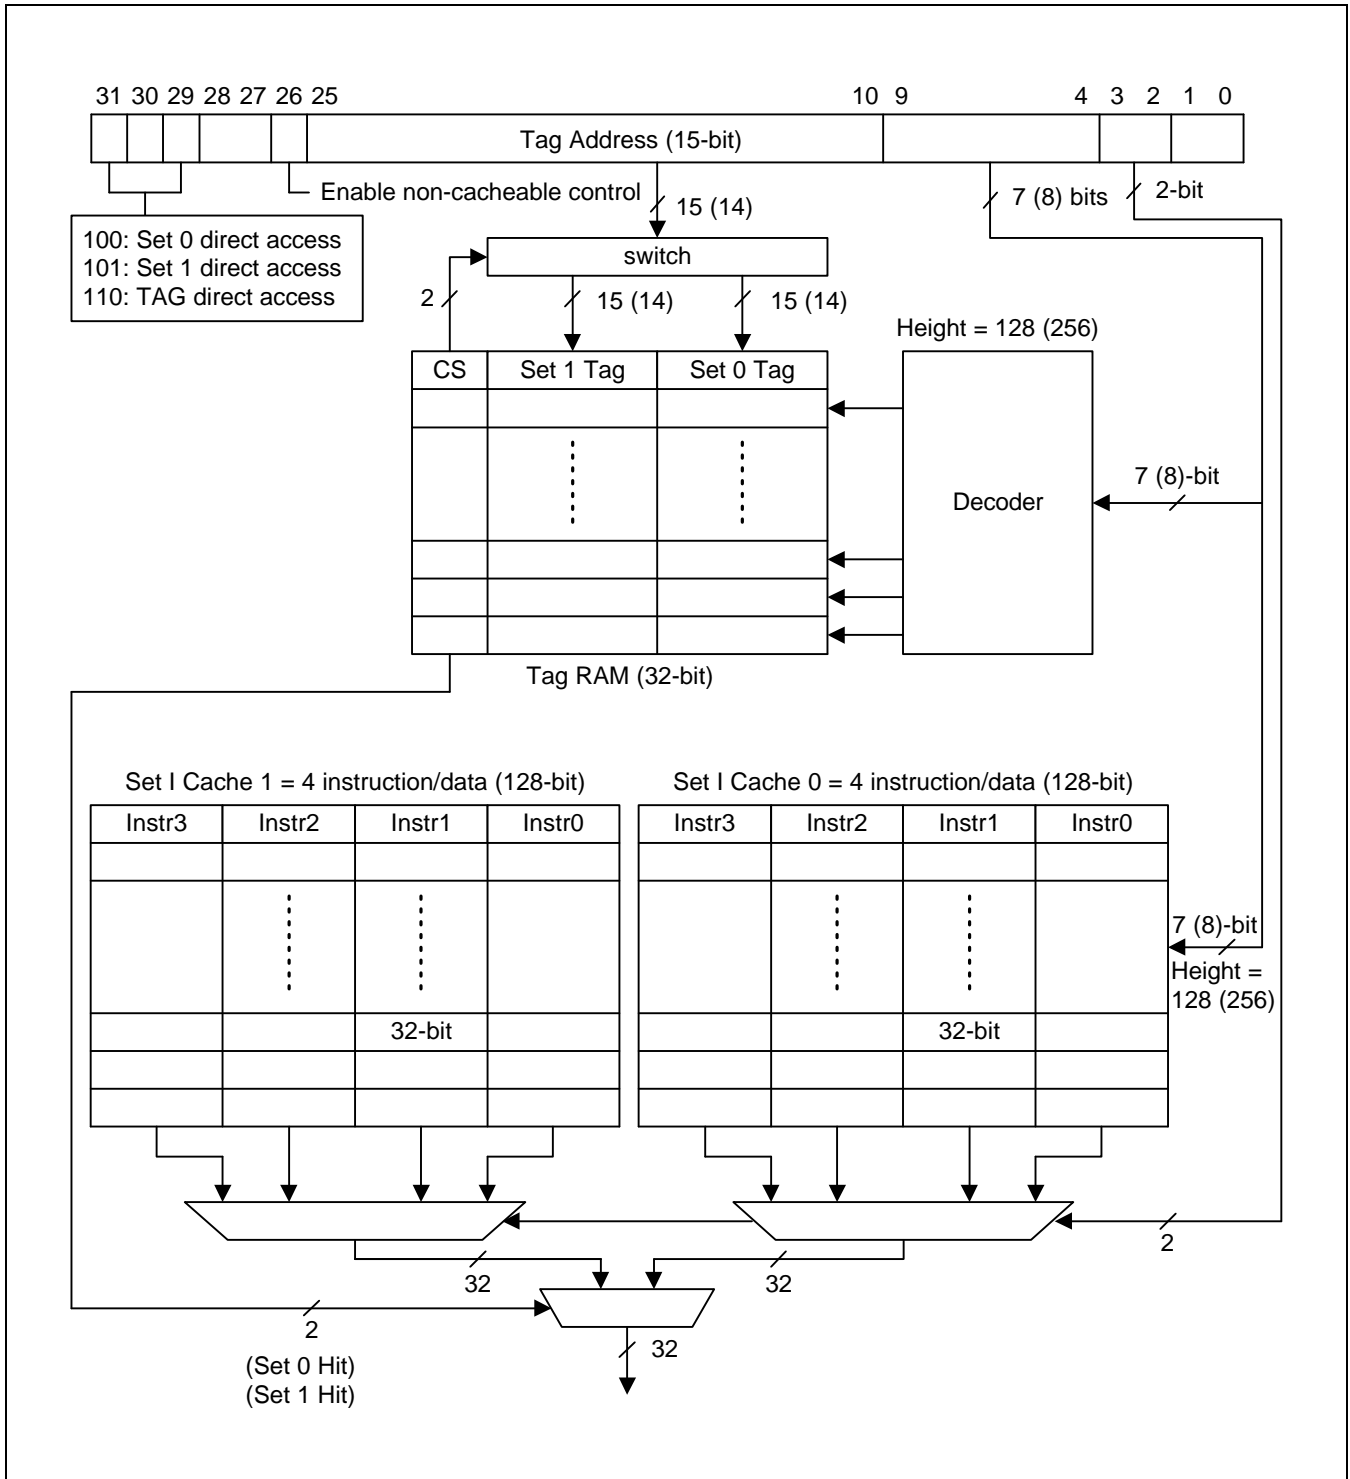 31 30 29 28 27 26 25 10 9 4 3 2 1 0
Tag Address (15-bit)
Enable non-cacheable control
15 (14)
7 (8) bits
2-bit
100: Set 0 direct access
101: Set 1 direct access
110: TAG direct access
switch
2
15 (14)
15 (14)
Height = 128 (256)
CS Set 1 Tag Set 0 Tag
Decoder
7 (8)-bit
Tag RAM (32-bit)
Set I Cache 1 = 4 instruction/data (128-bit)
Set I Cache 0 = 4 instruction/data (128-bit)
Instr3 Instr2 Instr1 Instr0
Instr3 Instr2 Instr1 Instr0
7 (8)-bit
Height =
128 (256)
32-bit
32-bit
2
32
32
2
(Set 0 Hit)
(Set 1 Hit)
32